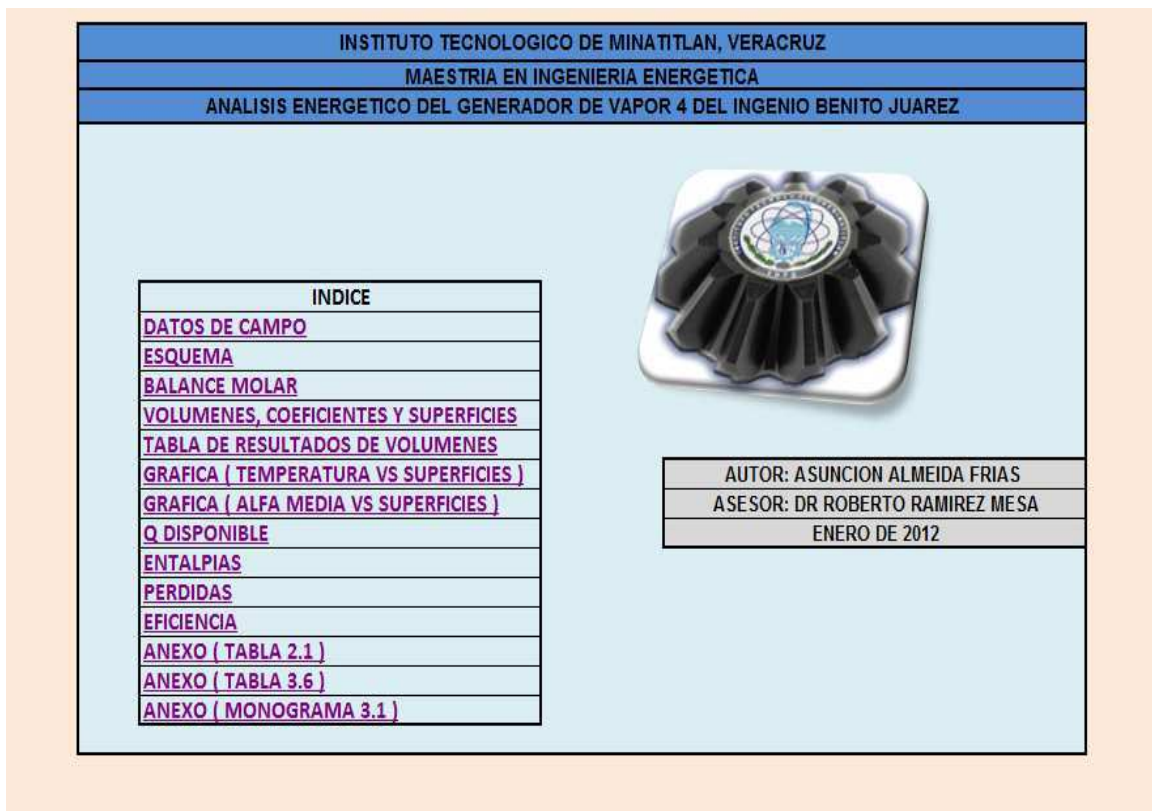 INSTITUTO TECNOLOGICO DE MINATITLAN, VERACRUZ
MAESTRIA EN INGENIERIA ENERGETICA
ANALISIS ENERGETICO DEL GENERADOR DE VAPOR 4 DEL INGENIO BENITO JUAREZ
INDICE
DATOS DE CAMPO
ESQUEMA
BALANCE MOLAR
VOLUMENES, COEFICIENTES Y SUPERFICIES
TABLA DE RESULTADOS DE VOLUMENES
GRAFICA ( TEMPERATURA VS SUPERFICIES )
GRAFICA ( ALFA MEDIA VS SUPERFICIES )
Q DISPONIBLE
ENTALPIAS
PERDIDAS
EFICIENCIA
ANEXO ( TABLA 2.1 )
ANEXO ( TABLA 3.6 )
ANEXO ( MONOGRAMA 3.1 )
AUTOR: ASUNCION ALMEIDA FRIAS
ASESOR: DR ROBERTO RAMIREZ MESA
ENERO DE 2012